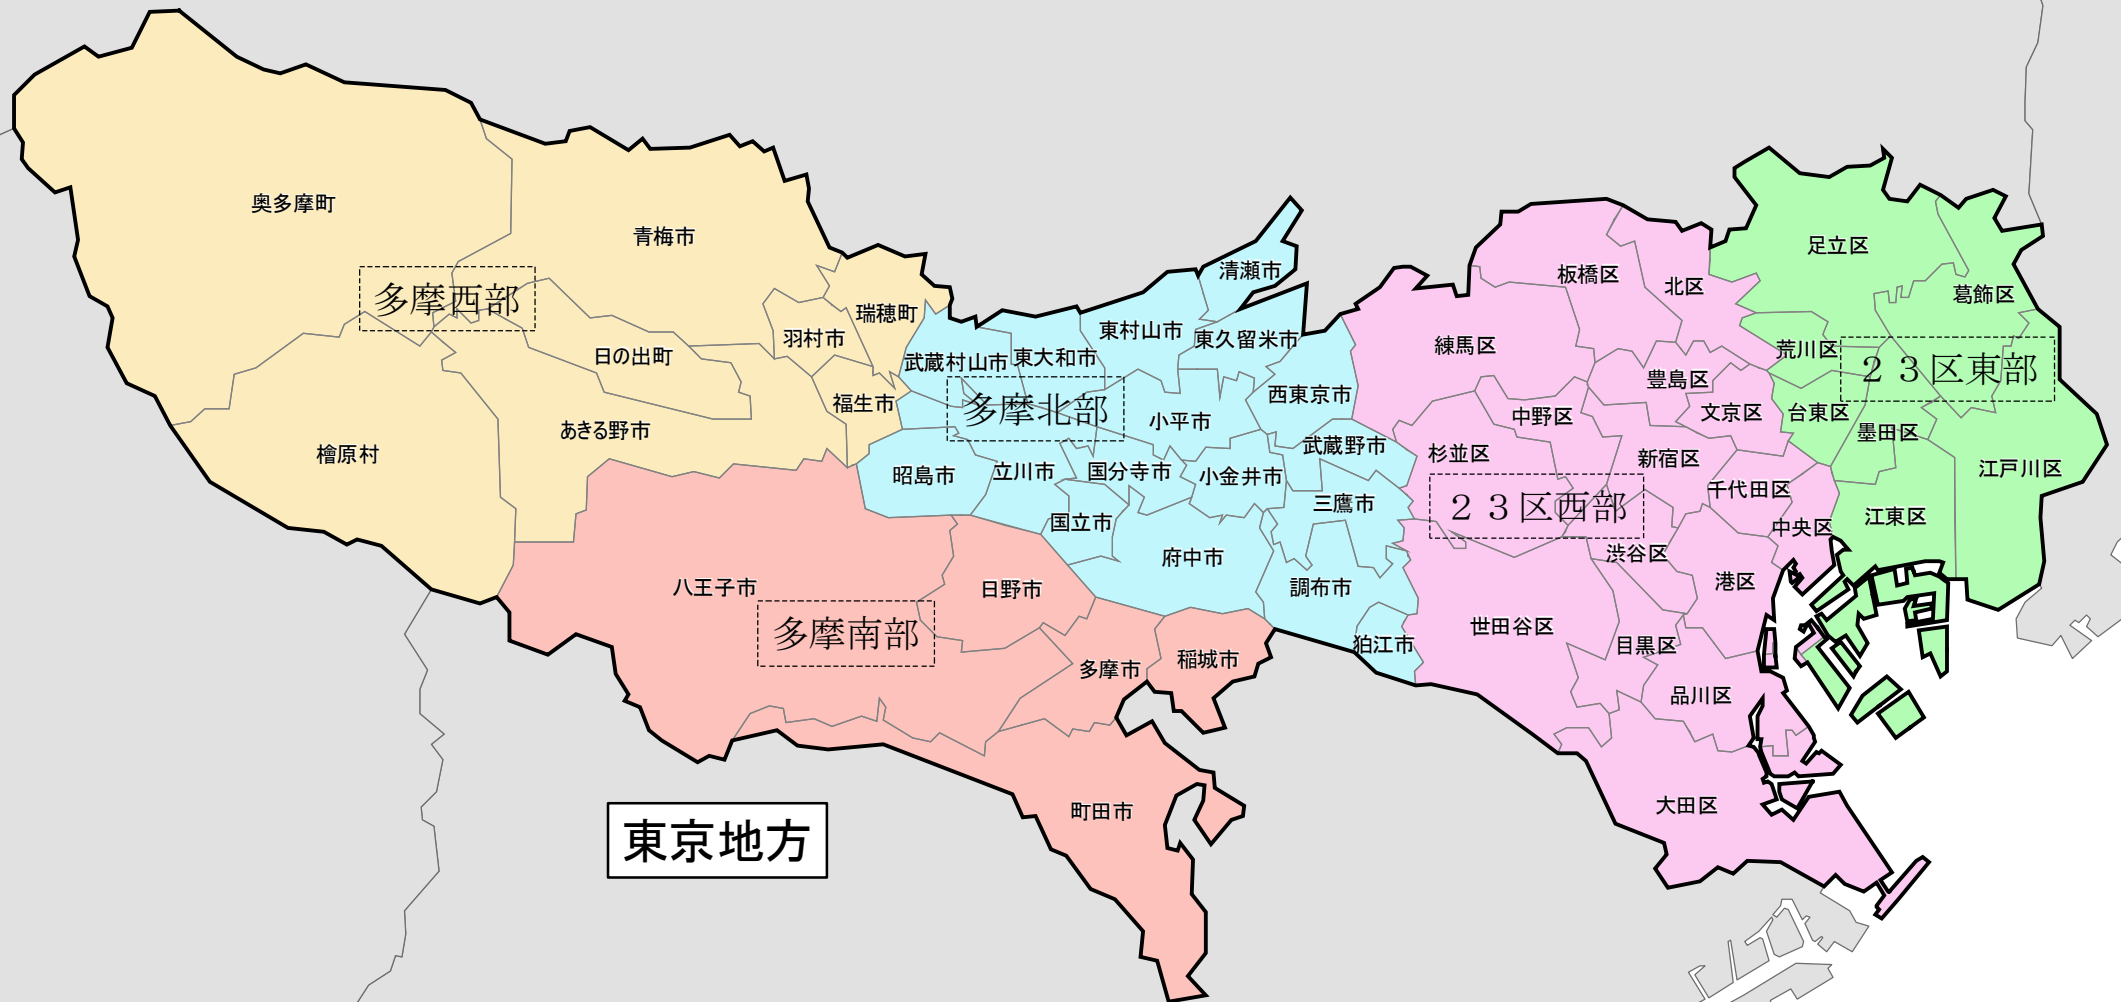 奥多摩町
青梅市
多摩西部
瑞穂町
羽村市
日の出町
福生市
あきる野市
檜原村
清瀬市
東村山市
東久留米市
武蔵村山市
東大和市
西東京市
多摩北部
小平市
武蔵野市
昭島市
立川市
国分寺市
小金井市
三鷹市
国立市
府中市
調布市
狛江市
八王子市
日野市
多摩南部
多摩市
稲城市
町田市
板橋区
北区
練馬区
豊島区
中野区
文京区
杉並区
新宿区
千代田区
23区西部
中央区
渋谷区
港区
世田谷区
目黒区
品川区
大田区
足立区
葛飾区
荒川区
23区東部
台東区
墨田区
江戸川区
江東区
東京地方